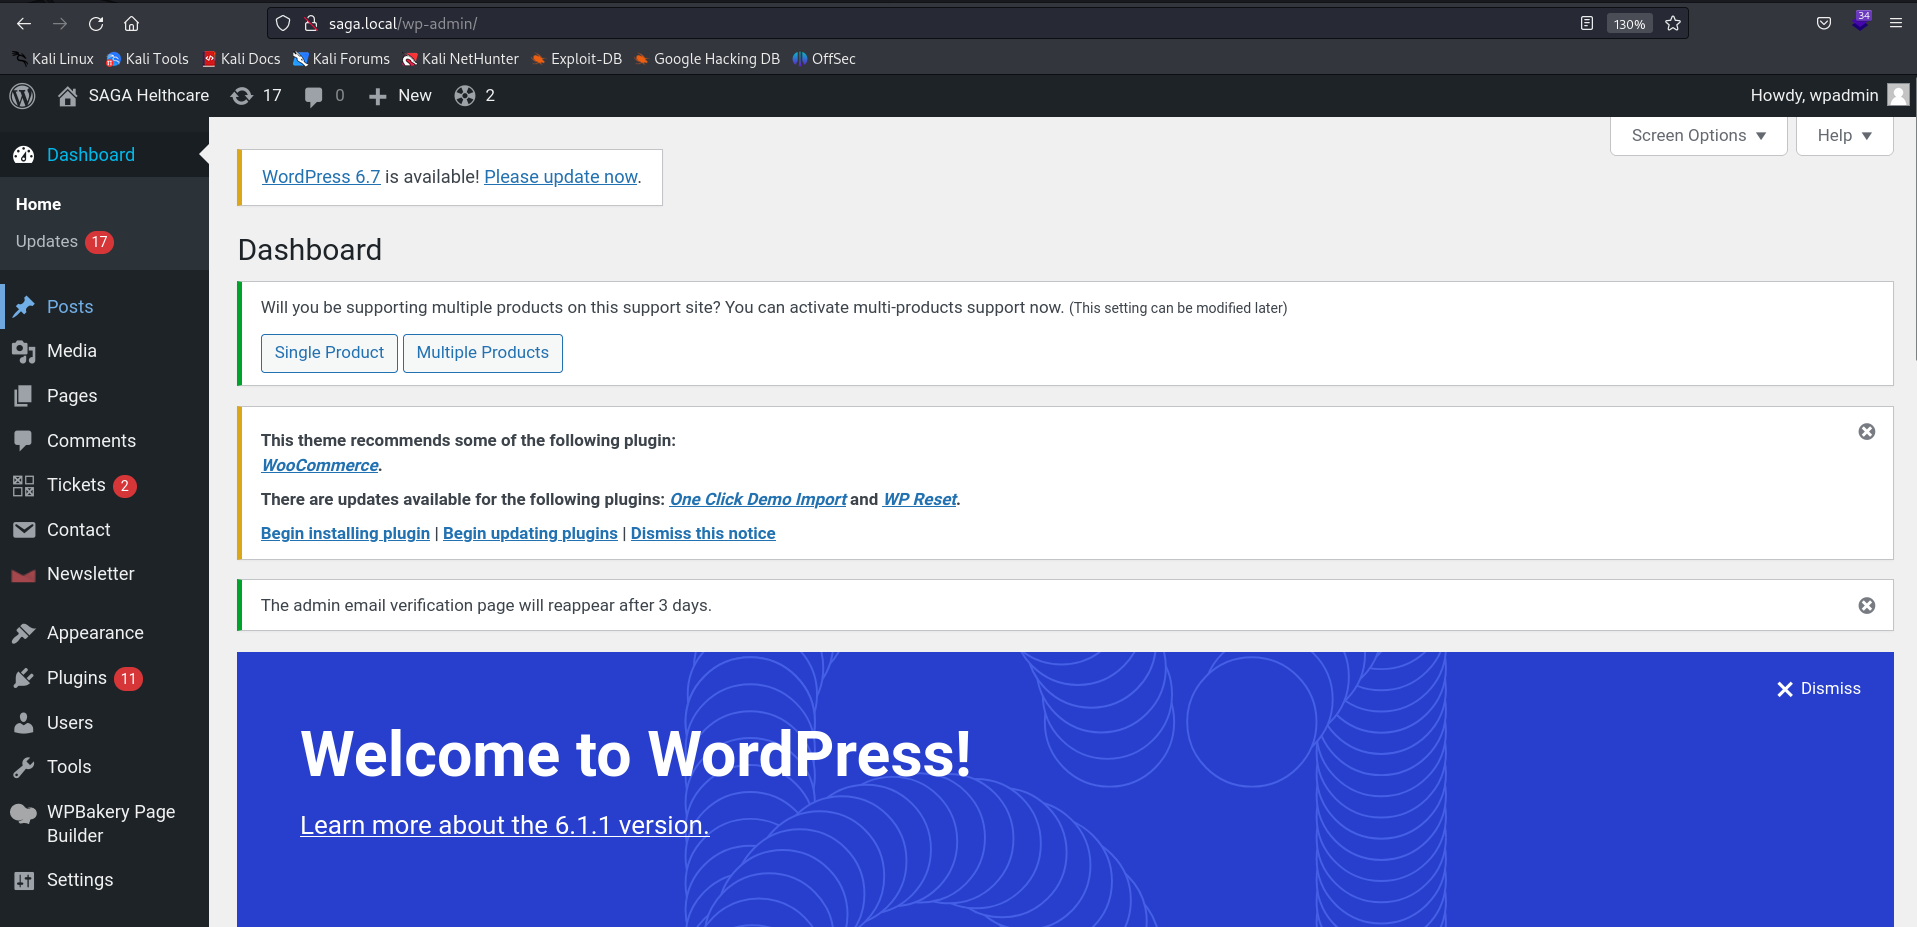 saga.local/wp-admin/
130%
34
Kali Linux Kali Tools Kali Docs Kali Forums Kali NetHunter Exploit-DB Google Hacking DB OffSec
SAGA Helthcare 17 0 New 2 Howdy, wpadmin
Screen Options Help
Dashboard
Home
Updates 17
Posts
Media
Pages
Comments
Tickets 2
Contact
Newsletter
Appearance
Plugins 11
Users
Tools
WPBakery Page
Builder
Settings
WordPress 6.7 is available! Please update now.
Dashboard
Will you be supporting multiple products on this support site? You can activate multi-products support now. (This setting can be modified later)
Single Product Multiple Products
This theme recommends some of the following plugin:
WooCommerce.
There are updates available for the following plugins: One Click Demo Import and WP Reset.
Begin installing plugin | Begin updating plugins | Dismiss this notice
The admin email verification page will reappear after 3 days.
Dismiss
Welcome to WordPress!
Learn more about the 6.1.1 version.